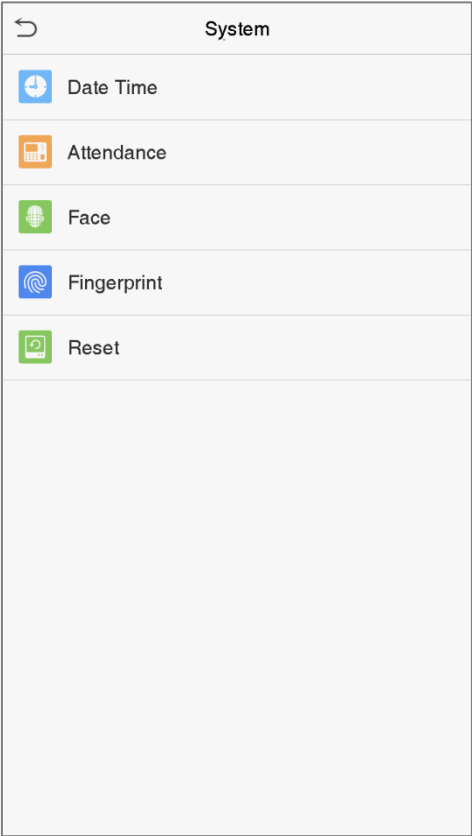 System
Date Time
Attendance
Face
Fingerprint
Reset